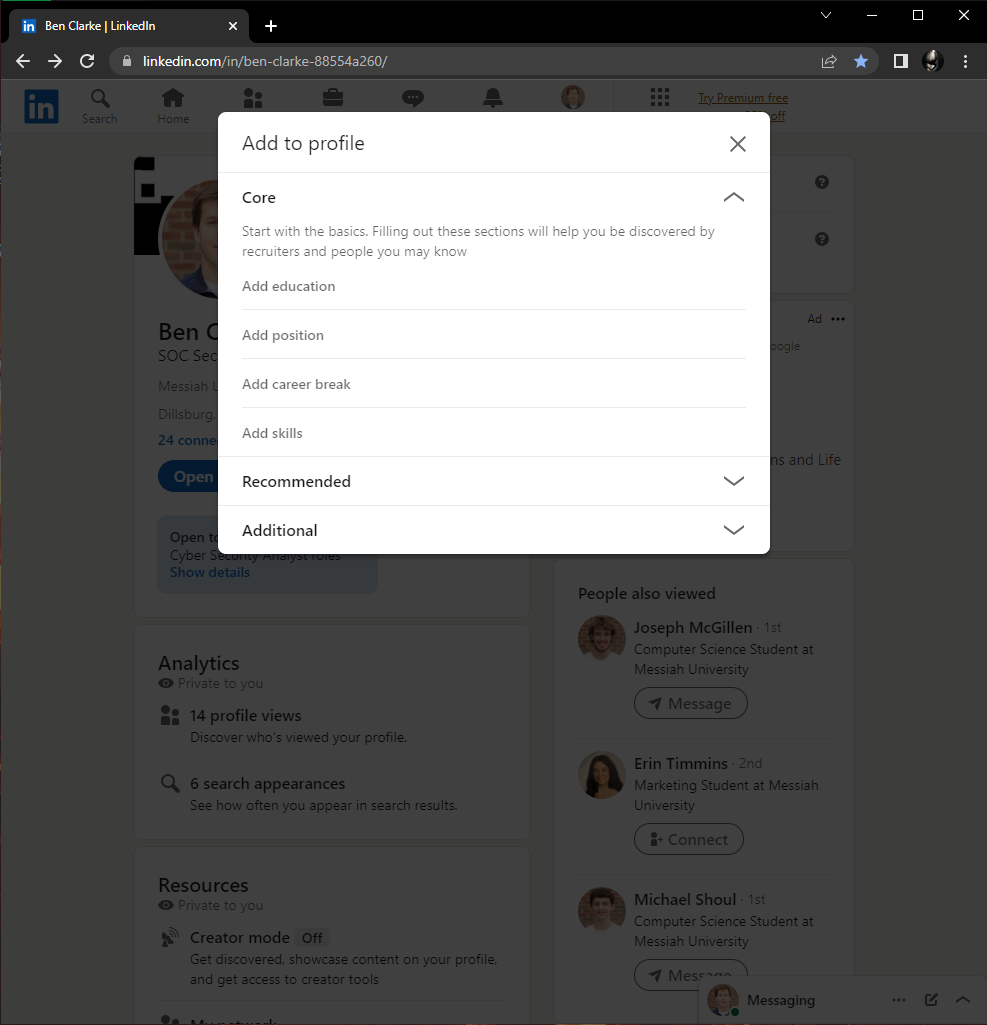 in Ben Clarke | LinkedIn
linkedin.com/in/ben-clarke-88554a260/
in
Search
Home
Try Premium free
off
Add to profile
Core
Start with the basics. Filling out these sections will help you be discovered by
recruiters and people you may know
Add education
Add position
Add career break
Add skills
Recommended
Additional
Ben C
SOC Sec
Messiah U
Dillsburg,
24 conne
Open
Open to
Cyber Security Analyst roles
Show details
Analytics
Private to you
14 profile views
Discover who's viewed your profile.
6 search appearances
See how often you appear in search results.
Resources
Private to you
Creator mode Off
Get discovered, showcase content on your profile,
and get access to creator tools
My network
Ad
oogle
ns and Life
People also viewed
Joseph McGillen · 1st
Computer Science Student at
Messiah University
Message
Erin Timmins · 2nd
Marketing Student at Messiah
University
Connect
Michael Shoul · 1st
Computer Science Student at
Messiah University
Message
Messaging